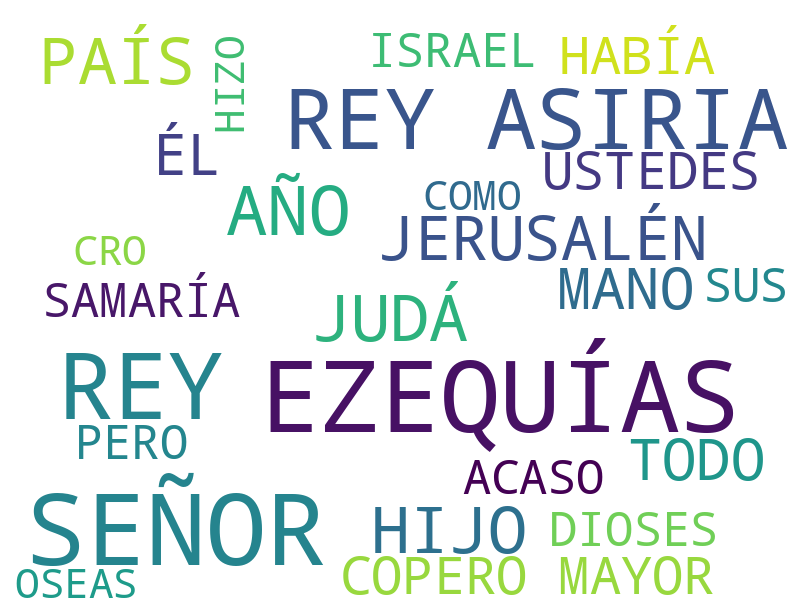 PAÍS
HIZO
ISRAEL
HABÍA
REY ASIRIA
ÉL
USTEDES
AÑO
COMO
JERUSALÉN
CRO
SAMARÍA
MANO
SUS
JUDÁ
REY
EZEQUÍAS
PERO
TODO
ACASO
SEÑOR
HIJO
DIOSES
OSEAS
COPERO MAYOR